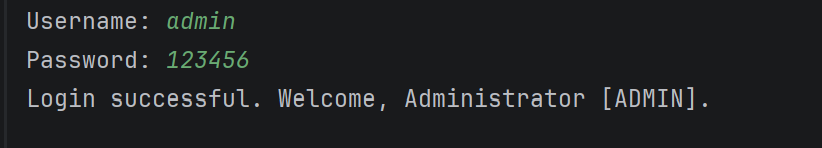 Username: admin
Password: 123456
Login successful. Welcome, Administrator [ADMIN].